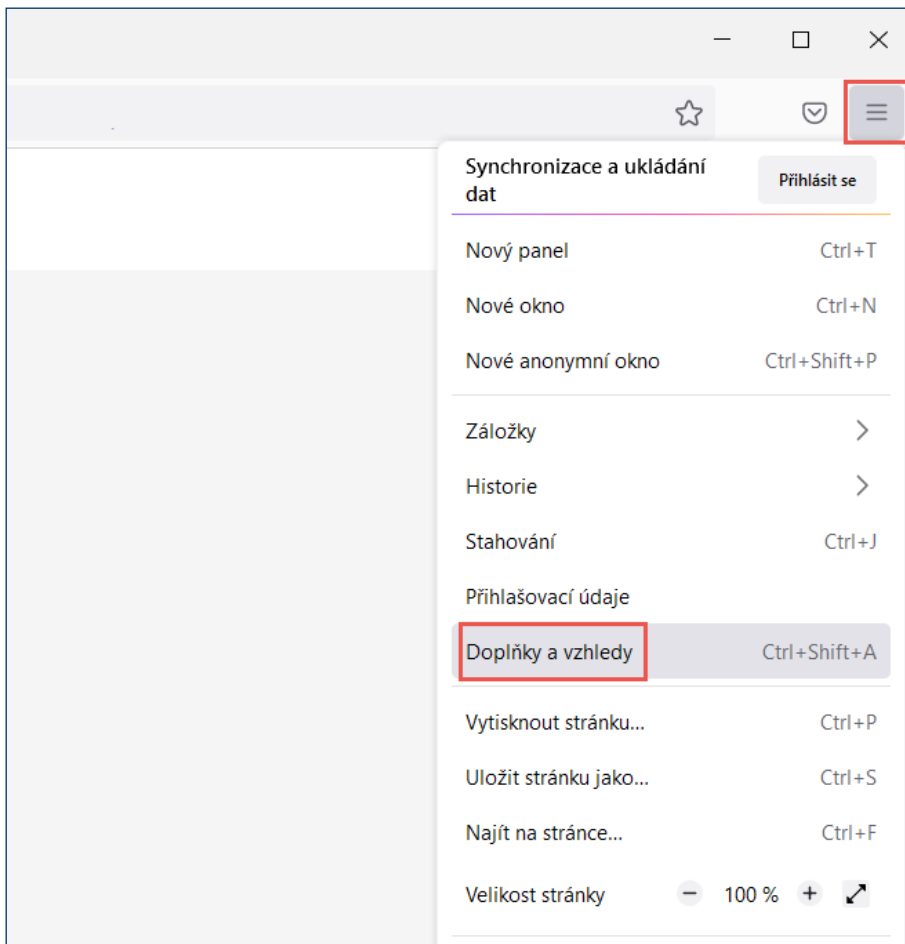 Synchronizace a ukládání
dat
Přihlásit se
Nový panel Ctrl+T
Nové okno Ctrl+N
Nové anonymní okno Ctrl+Shift+P
Záložky
Historie
Stahování Ctrl+J
Přihlašovací údaje
Doplňky a vzhledy Ctrl+Shift+A
Vytisknout stránku... Ctrl+P
Uložit stránku jako... Ctrl+S
Najít na stránce... Ctrl+F
Velikost stránky − 100 % +